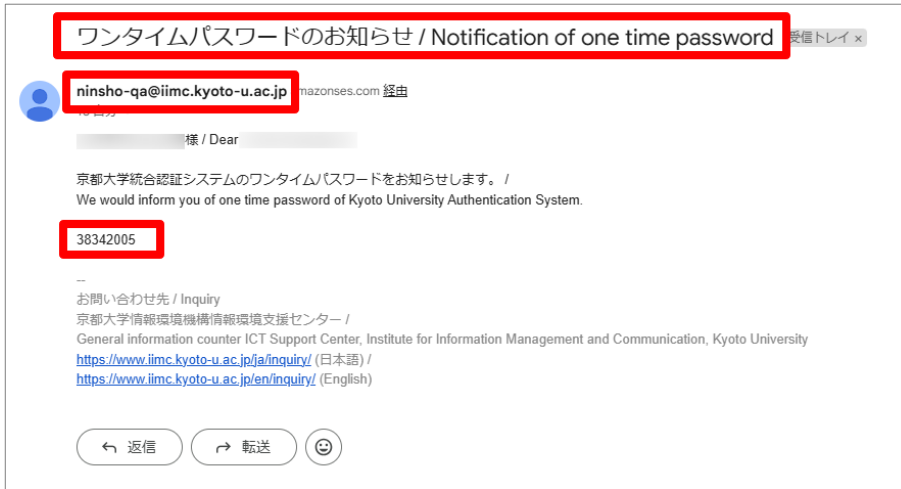 ワンタイムパスワードのお知らせ / Notification of one time password 受信トレイ ×
ninsho-qa@iimc.kyoto-u.ac.jp mazonses.com 経由
様 / Dear
京都大学統合認証システムのワンタイムパスワードをお知らせします。 /
We would inform you of one time password of Kyoto University Authentication System.
38342005
--
お問い合わせ先 / Inquiry
京都大学情報環境機構情報環境支援センター /
General information counter ICT Support Center, Institute for Information Management and Communication, Kyoto University
https://www.iimc.kyoto-u.ac.jp/ja/inquiry/ (日本語) /
https://www.iimc.kyoto-u.ac.jp/en/inquiry/ (English)
返信 転送